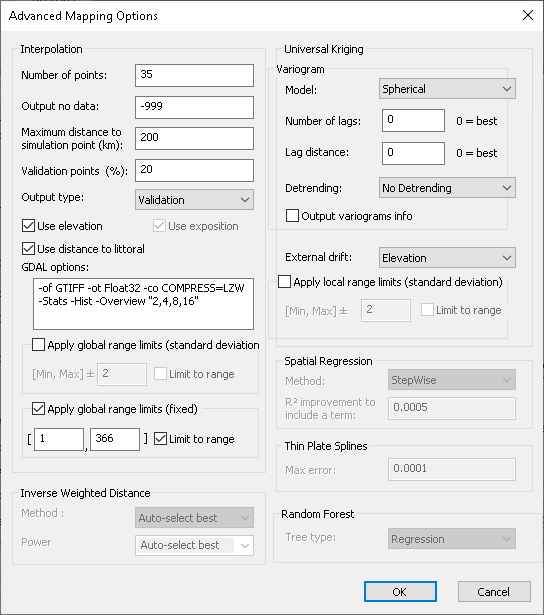 Advanced Mapping Options
Interpolation
Number of points:
35
Output no data:
-999
Maximum distance to
simulation point (km):
200
Validation points (%):
20
Output type:
Validation
Use elevation
Use exposition
Use distance to littoral
GDAL options:
-of GTIFF -ot Float32 -co COMPRESS=LZW
-Stats -Hist -Overview "2,4,8,16"
Apply global range limits (standard deviation
[Min, Max] ±
2
Limit to range
Apply global range limits (fixed)
[ 1 , 366 ]
Limit to range
Inverse Weighted Distance
Method :
Auto-select best
Power
Auto-select best
Universal Kriging
Variogram
Model:
Spherical
Number of lags:
0
0 = best
Lag distance:
0
0 = best
Detrending:
No Detrending
Output variograms info
External drift:
Elevation
Apply local range limits (standard deviation)
[Min, Max] ±
2
Limit to range
Spatial Regression
Method:
StepWise
R² improvement to
include a term:
0.0005
Thin Plate Splines
Max error:
0.0001
Random Forest
Tree type:
Regression
OK
Cancel